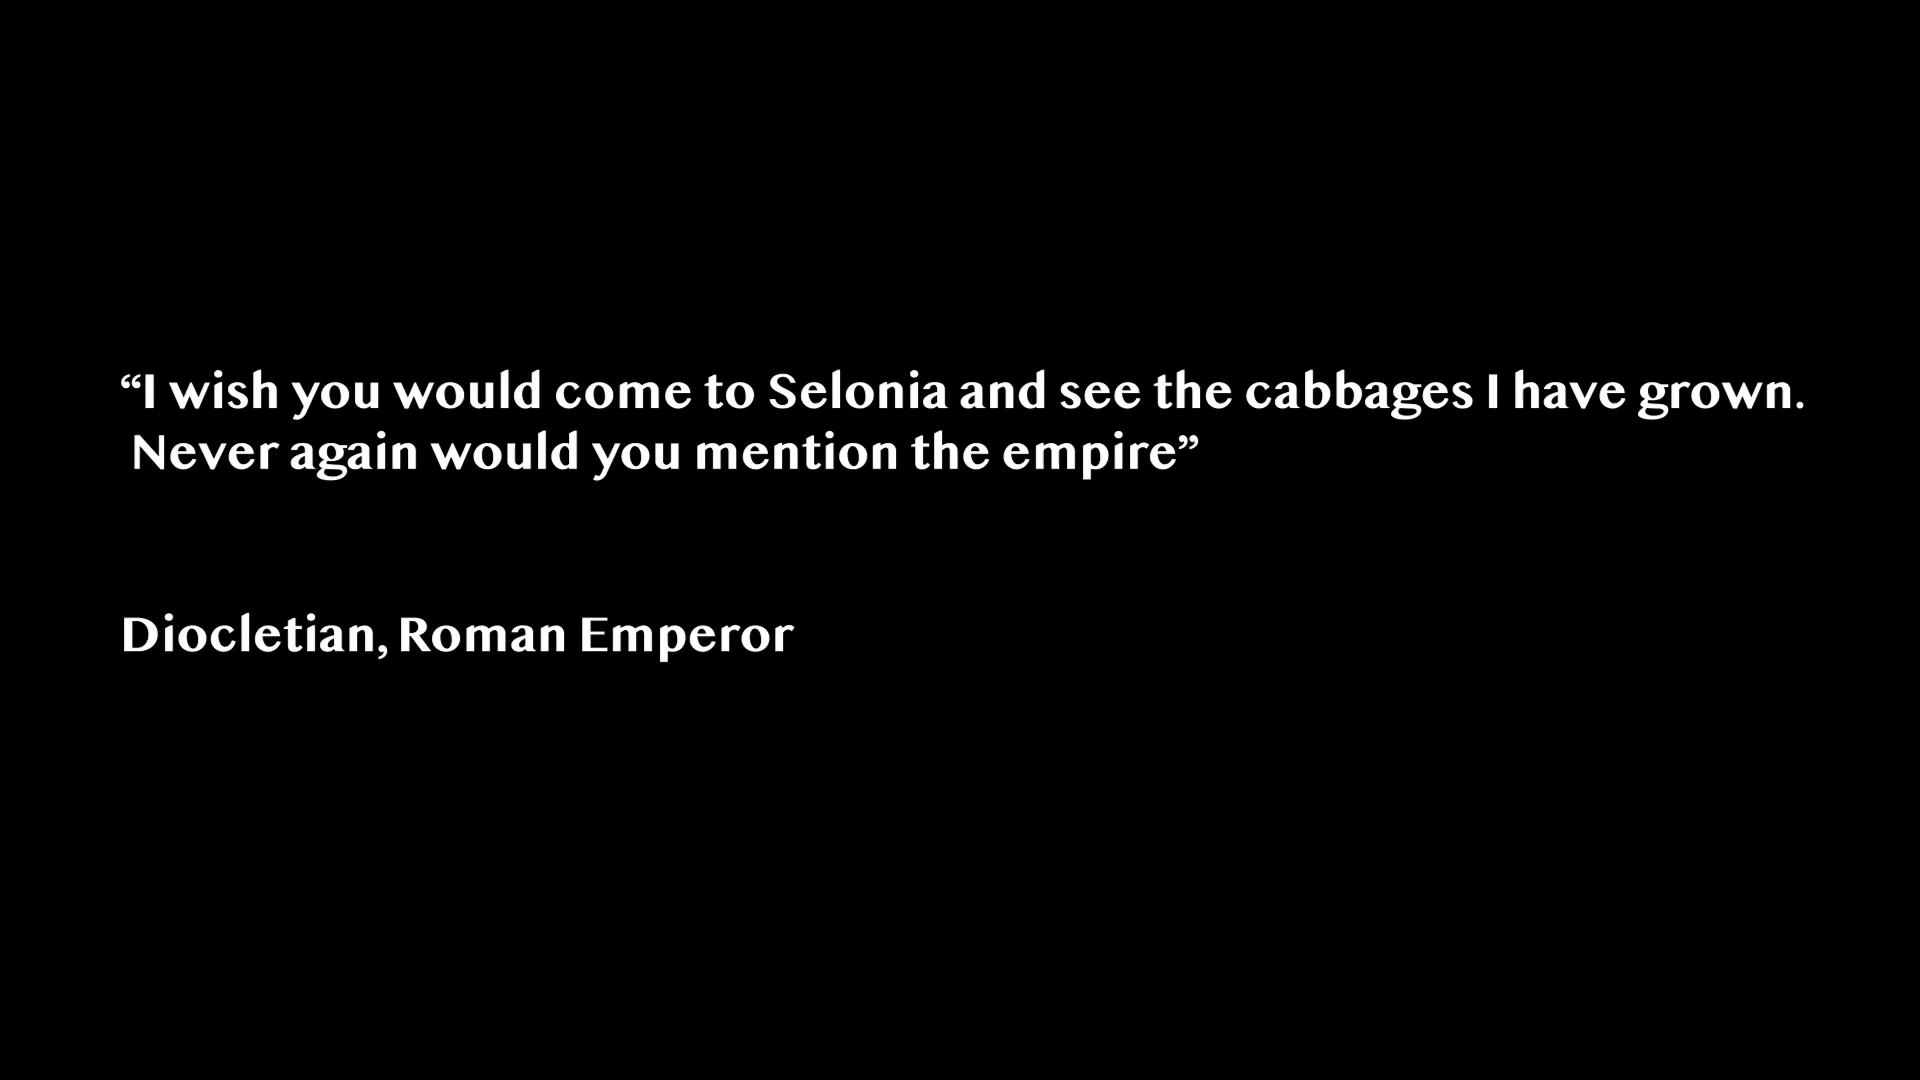 “I wish you would come to Selonia and see the cabbages I have grown.
Never again would you mention the empire”
Diocletian, Roman Emperor